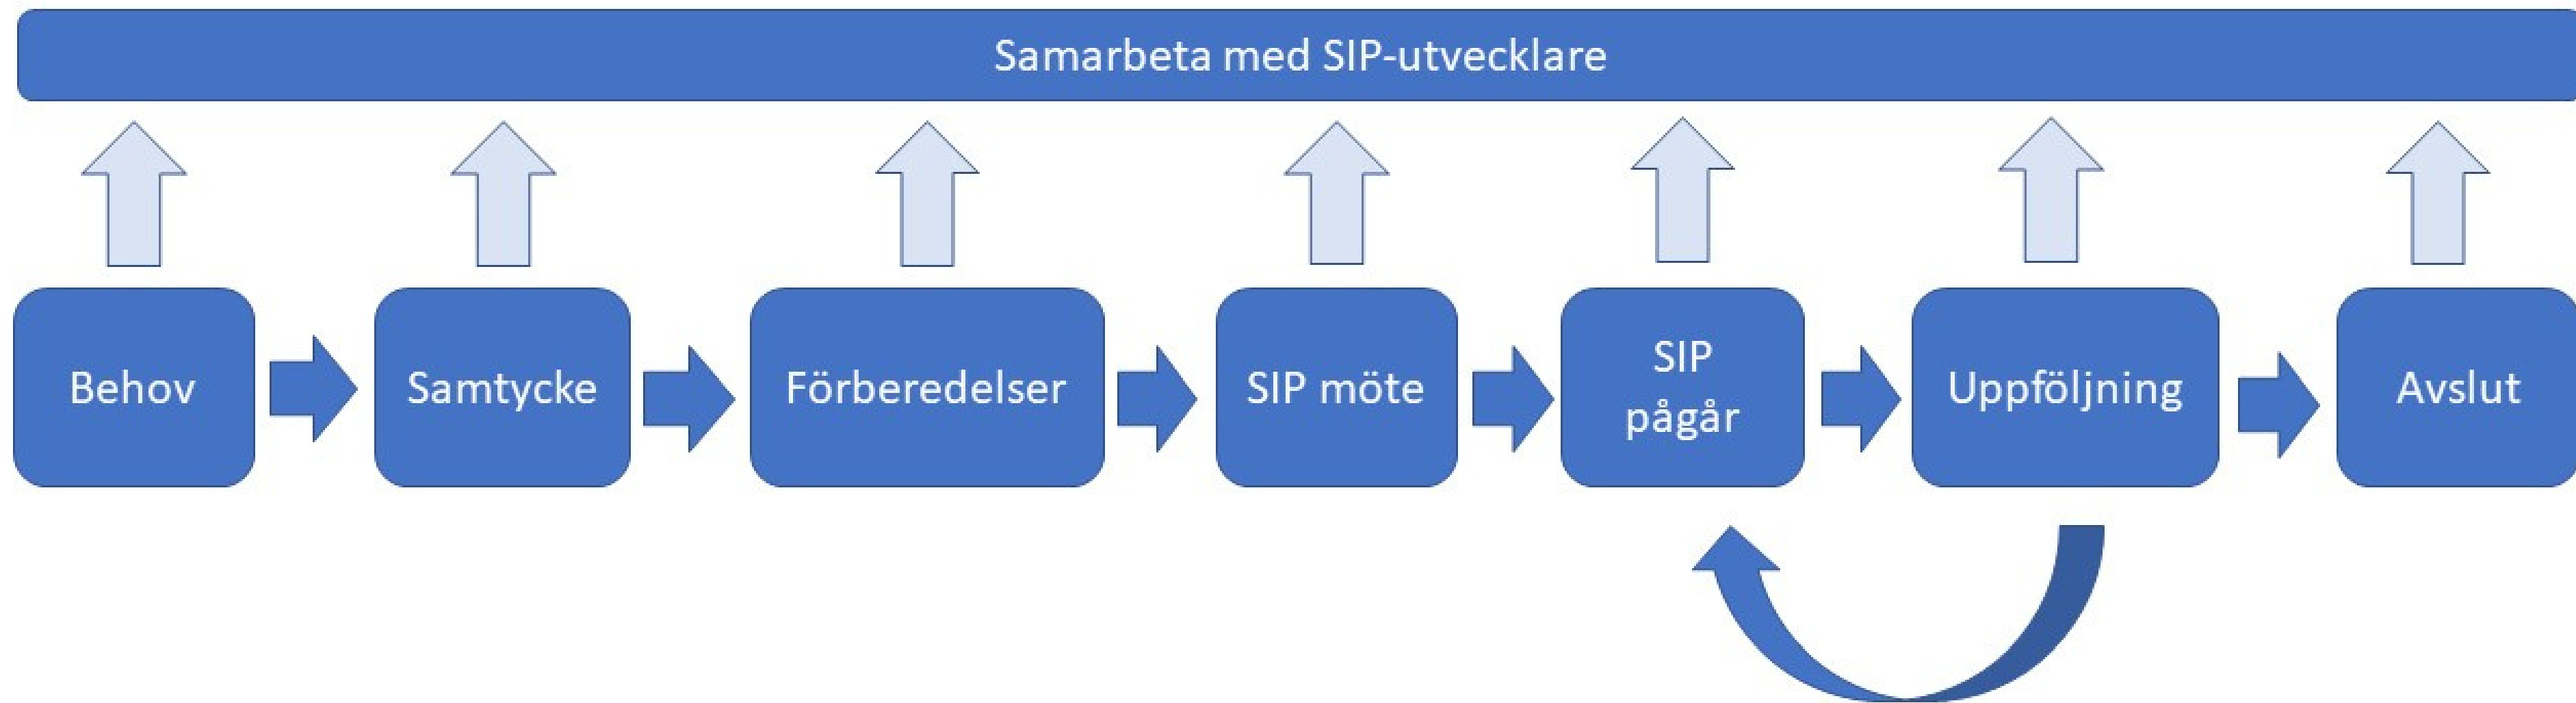 Samarbeta med SIP-utvecklare
Behov
Samtycke
Förberedelser
SIP möte
SIP
pågår
Uppföljning
Avslut